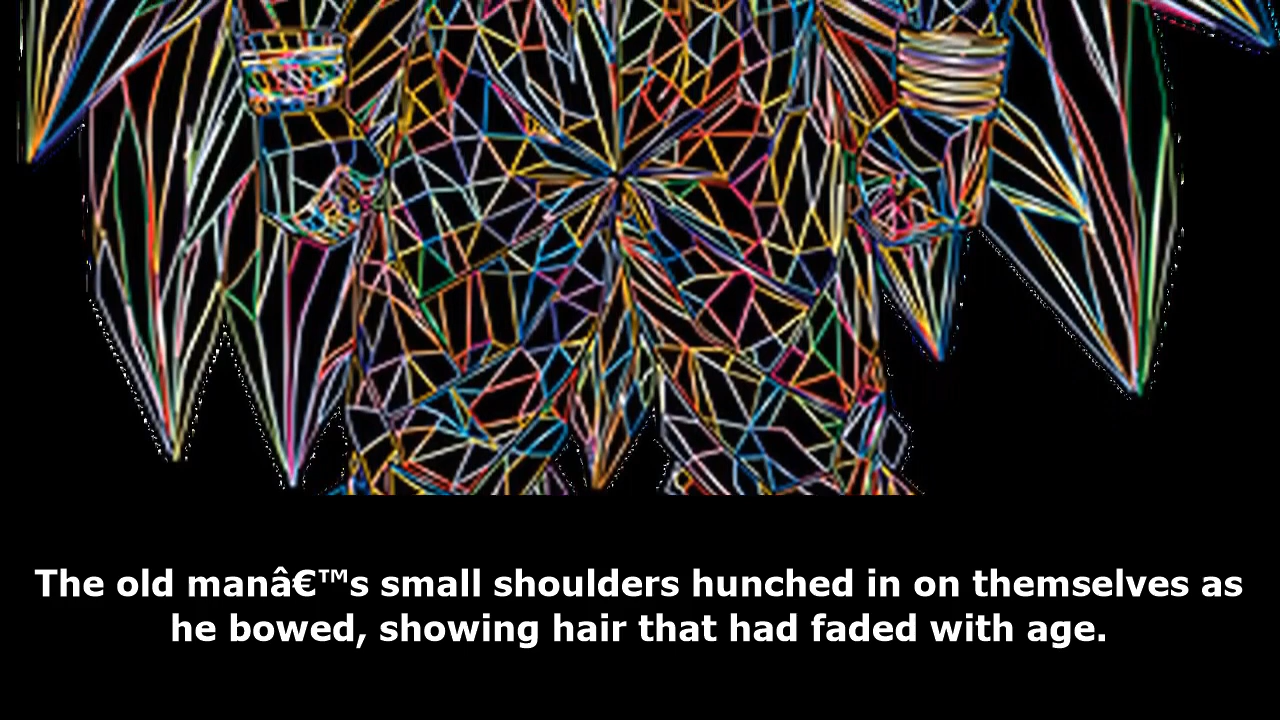 The old manâ€™s small shoulders hunched in on themselves as
he bowed, showing hair that had faded with age.